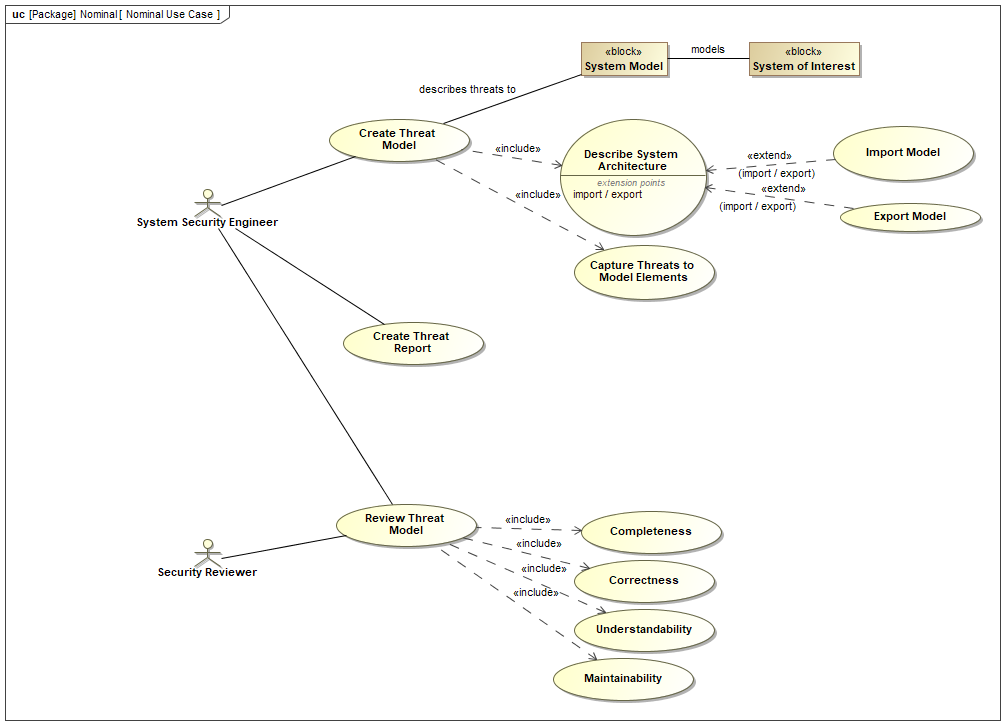 uc [Package] Nominal [ Nominal Use Case ]
«block»
System Model
models
«block»
System of Interest
describes threats to
Create Threat
Model
«include»
Describe System
Architecture
extension points
import / export
«extend»
(import / export)
Import Model
«extend»
(import / export)
Export Model
«include»
System Security Engineer
Capture Threats to
Model Elements
Create Threat
Report
Review Threat
Model
«include»
Completeness
Security Reviewer
«include»
Correctness
«include»
Understandability
«include»
Maintainability